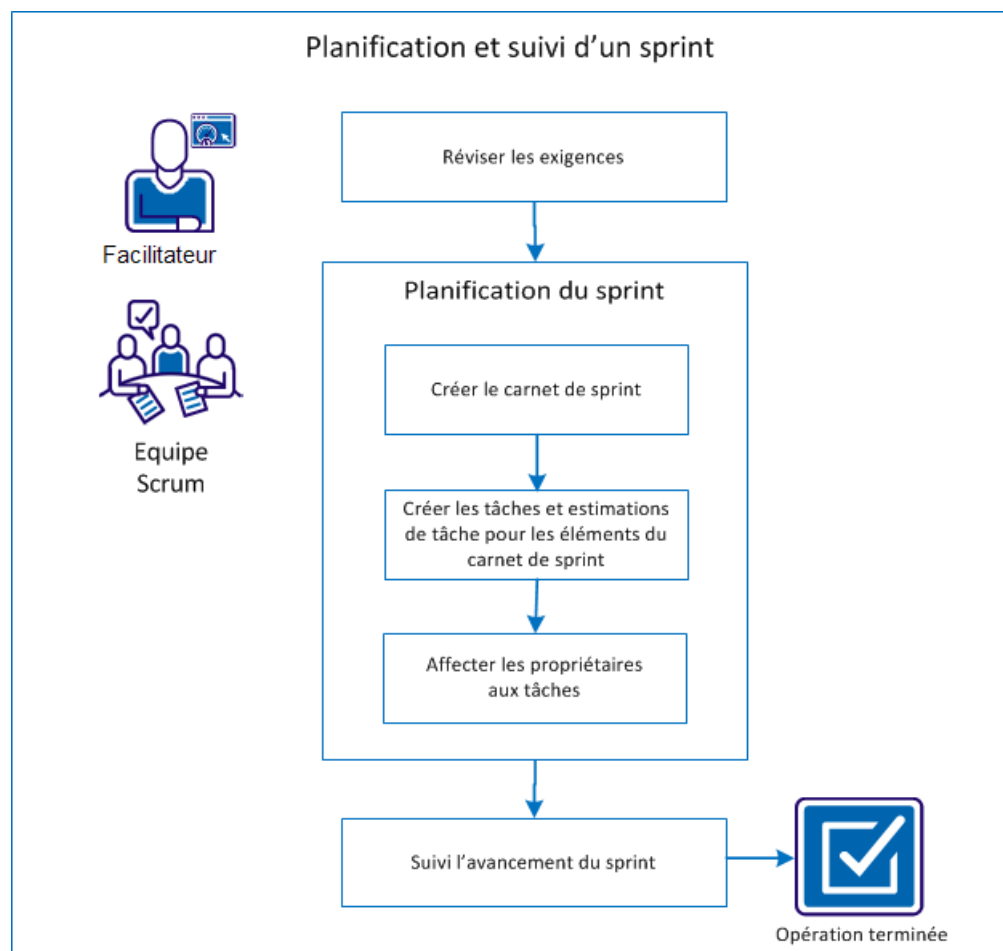 Planification et suivi d'un sprint
Réviser les exigences
Facilitateur
Planification du sprint
Créer le carnet de sprint
Equipe
Scrum
Créer les tâches et estimations
de tâche pour les éléments du
carnet de sprint
Affecter les propriétaires
aux tâches
Suivi l'avancement du sprint
Opération terminée